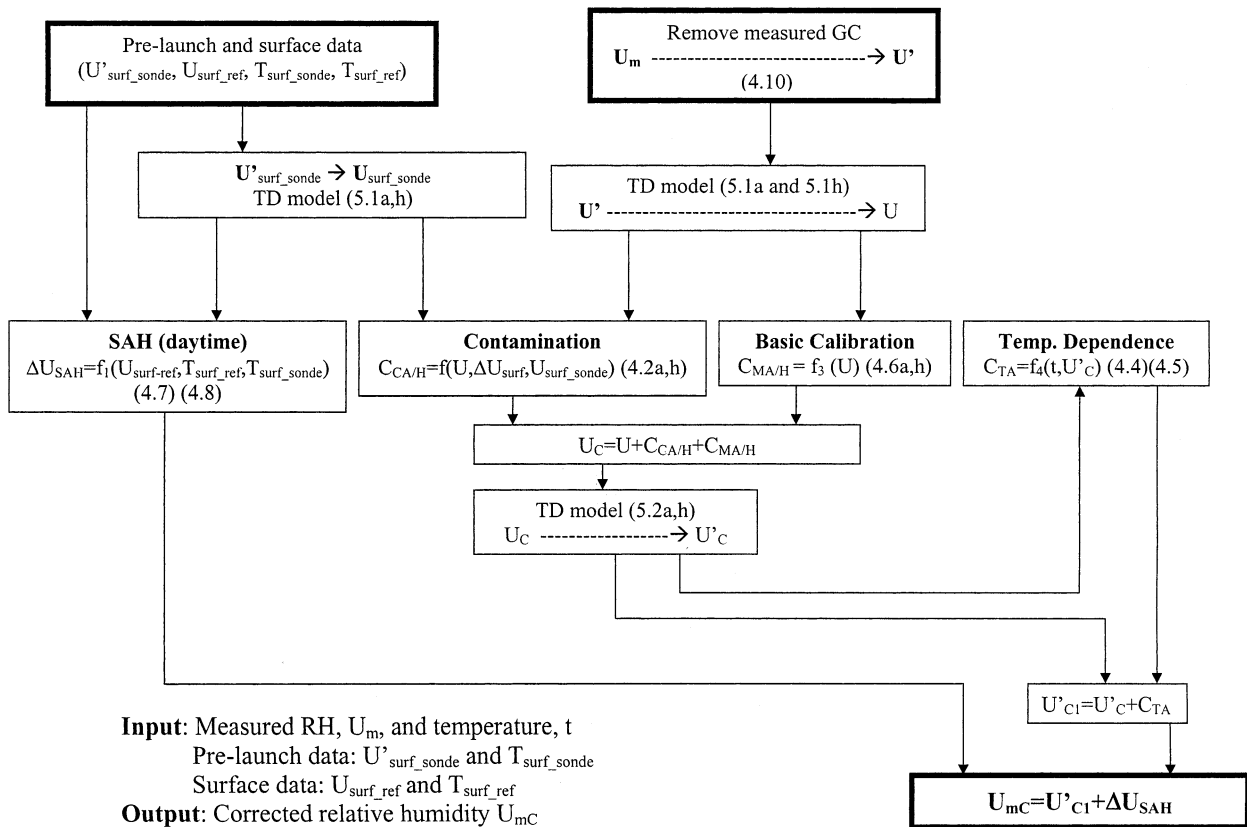 Pre-launch and surface data
(U'surf_sonde, Usurf_ref, Tsurf_sonde, Tsurf_ref)
Remove measured GC
Um ------------------------→ U'
(4.10)
U'surf_sonde → Usurf_sonde
TD model (5.1a,h)
TD model (5.1a and 5.1h)
U' ------------------------→ U
SAH (daytime)
ΔUSAH=f1(Usurf-ref,Tsurf_ref,Tsurf_sonde)
(4.7) (4.8)
Contamination
CCA/H=f(U,ΔUsurf,Usurf_sonde) (4.2a,h)
Basic Calibration
CMA/H = f3 (U) (4.6a,h)
Temp. Dependence
CTA=f4(t,U'C) (4.4)(4.5)
UC=U+CCA/H+CMA/H
TD model (5.2a,h)
UC ----------------→ U'C
U'C1=U'C+CTA
UmC=U'C1+ΔUSAH
Input: Measured RH, Um, and temperature, t
Pre-launch data: U'surf_sonde and Tsurf_sonde
Surface data: Usurf_ref and Tsurf_ref
Output: Corrected relative humidity UmC